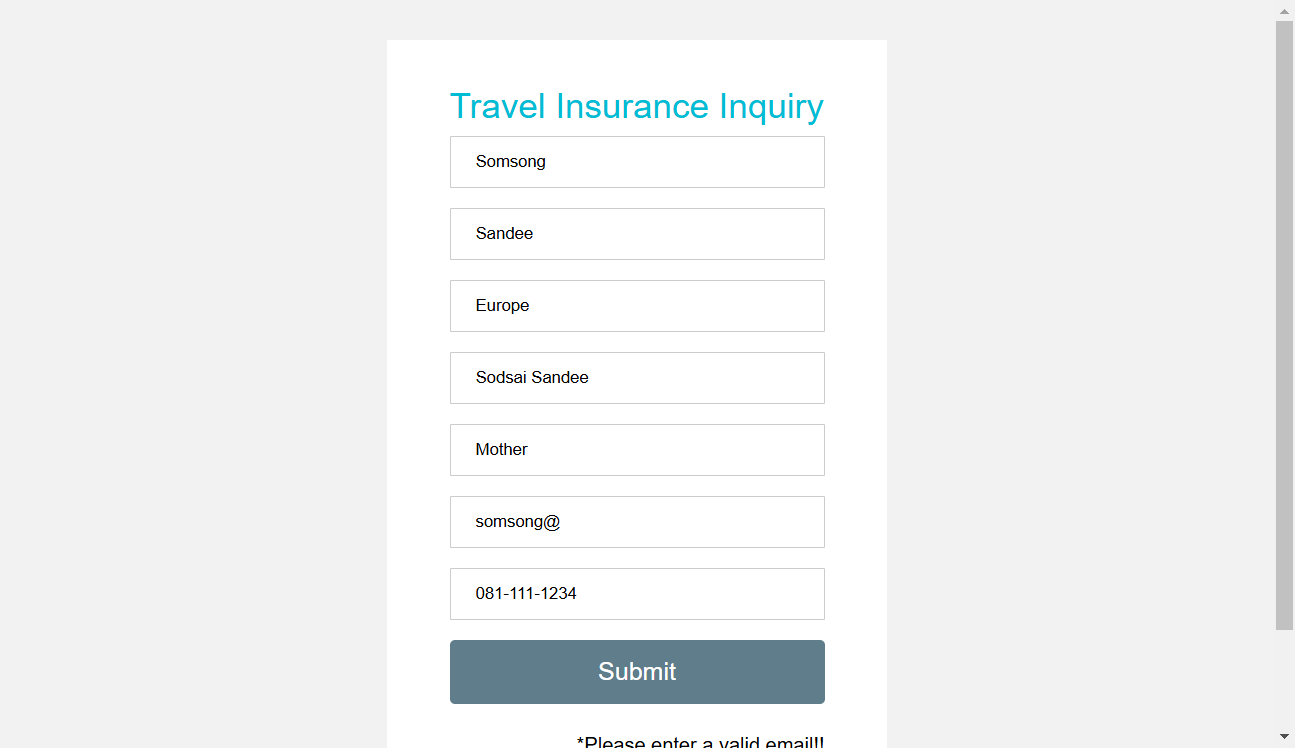 Travel Insurance Inquiry
Somsong
Sandee
Europe
Sodsai Sandee
Mother
somsong@
081-111-1234
Submit
*Please enter a valid email!!